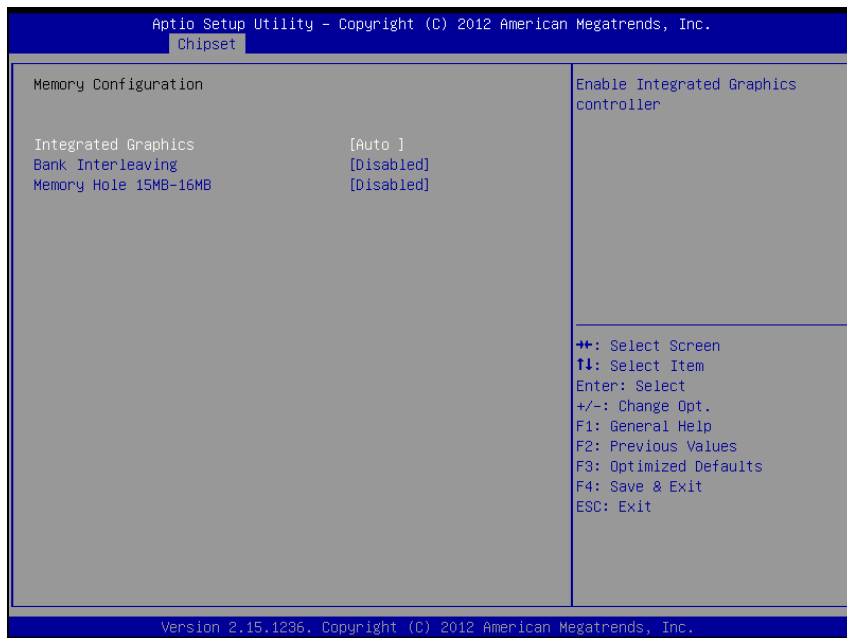 Aptio Setup Utility – Copyright (C) 2012 American Megatrends, Inc.
Chipset
Memory Configuration
Integrated Graphics [Auto ]
Bank Interleaving [Disabled]
Memory Hole 15MB-16MB [Disabled]
Enable Integrated Graphics
controller
→←: Select Screen
↑↓: Select Item
Enter: Select
+/-: Change Opt.
F1: General Help
F2: Previous Values
F3: Optimized Defaults
F4: Save & Exit
ESC: Exit
Version 2.15.1236. Copyright (C) 2012 American Megatrends, Inc.